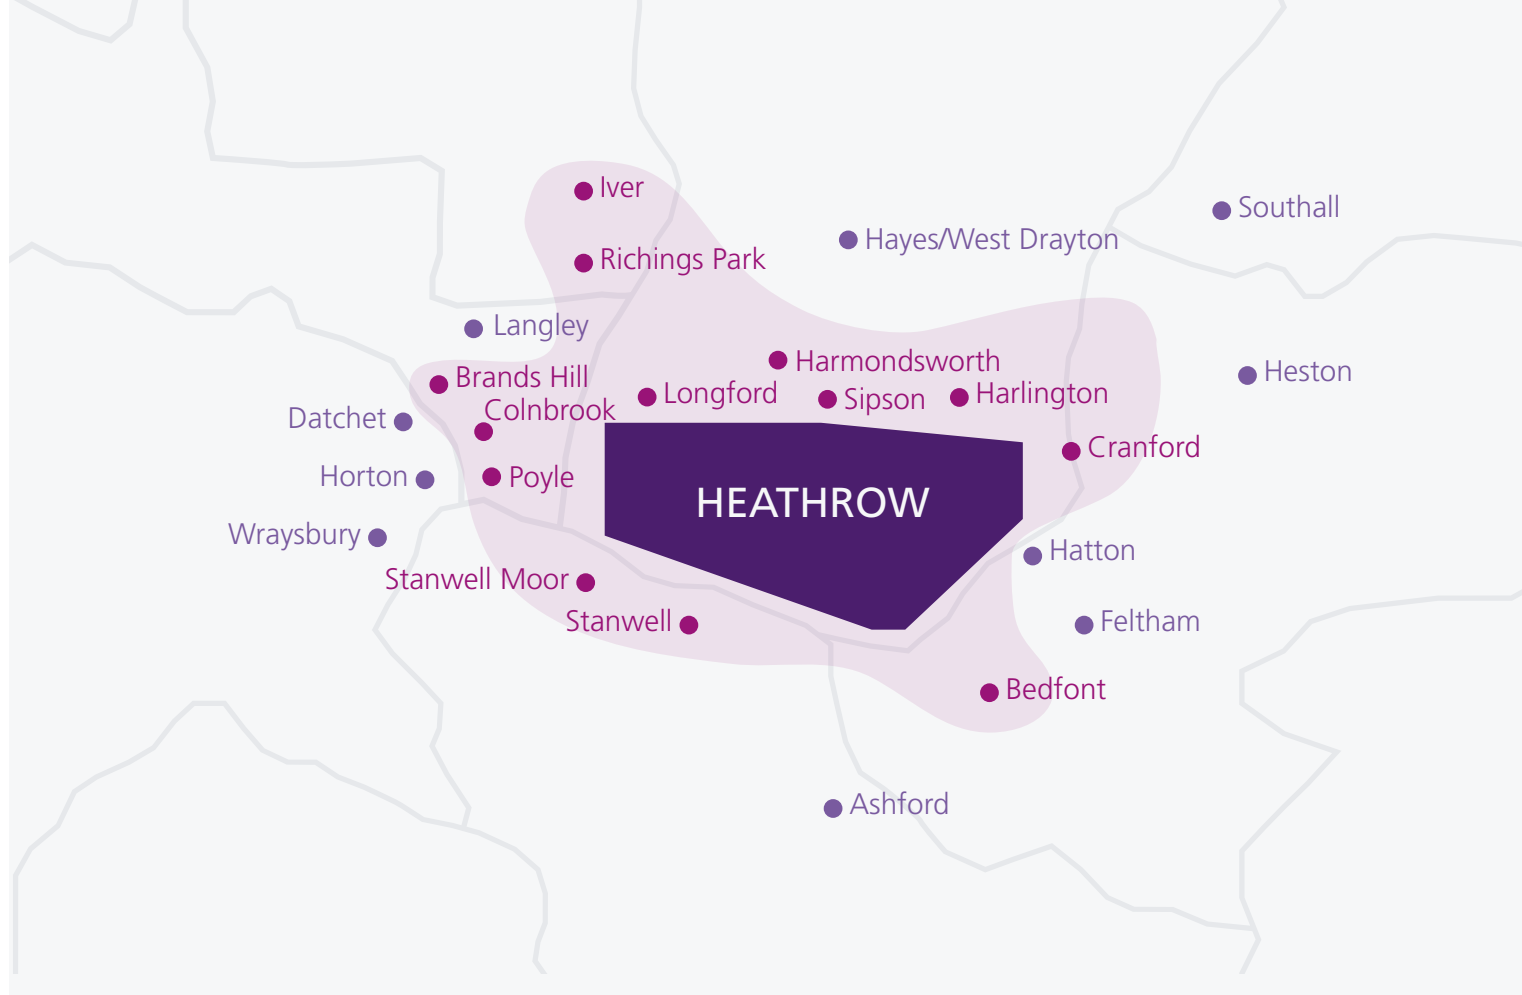 Iver
Southall
Hayes/West Drayton
Richings Park
Langley
Harmondsworth
Heston
Brands Hill
Longford
Sipson
Harlington
Colnbrook
Datchet
Cranford
Horton
Poyle
HEATHROW
Wraysbury
Hatton
Stanwell Moor
Stanwell
Feltham
Bedfont
Ashford